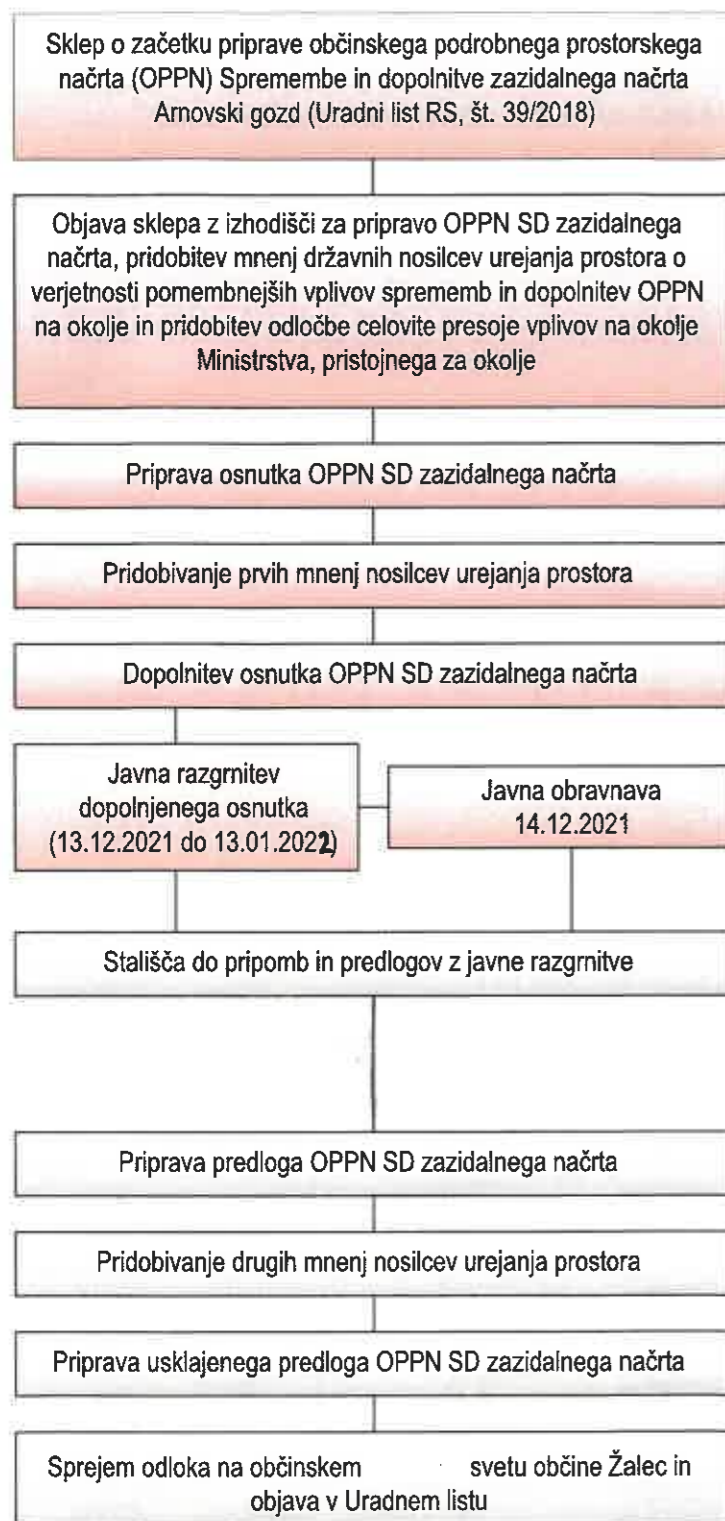 Sklep o začetku priprave občinskega podrobnega prostorskega
načrta (OPPN) Spremembe in dopolnitve zazidalnega načrta
Arnovski gozd (Uradni list RS, št. 39/2018)
Objava sklepa z izhodišči za pripravo OPPN SD zazidalnega
načrta, pridobitev mnenj državnih nosilcev urejanja prostora o
verjetnosti pomembnejših vplivov sprememb in dopolnitev OPPN
na okolje in pridobitev odločbe celovite presoje vplivov na okolje
Ministrstva, pristojnega za okolje
Priprava osnutka OPPN SD zazidalnega načrta
Pridobivanje prvih mnenj nosilcev urejanja prostora
Dopolnitev osnutka OPPN SD zazidalnega načrta
Javna razgrnitev
dopolnjenega osnutka
(13.12.2021 do 13.01.2022)
Javna obravnava
14.12.2021
Stališča do pripomb in predlogov z javne razgrnitve
Priprava predloga OPPN SD zazidalnega načrta
Pridobivanje drugih mnenj nosilcev urejanja prostora
Priprava usklajenega predloga OPPN SD zazidalnega načrta
Sprejem odloka na občinskem svetu občine Žalec in
objava v Uradnem listu